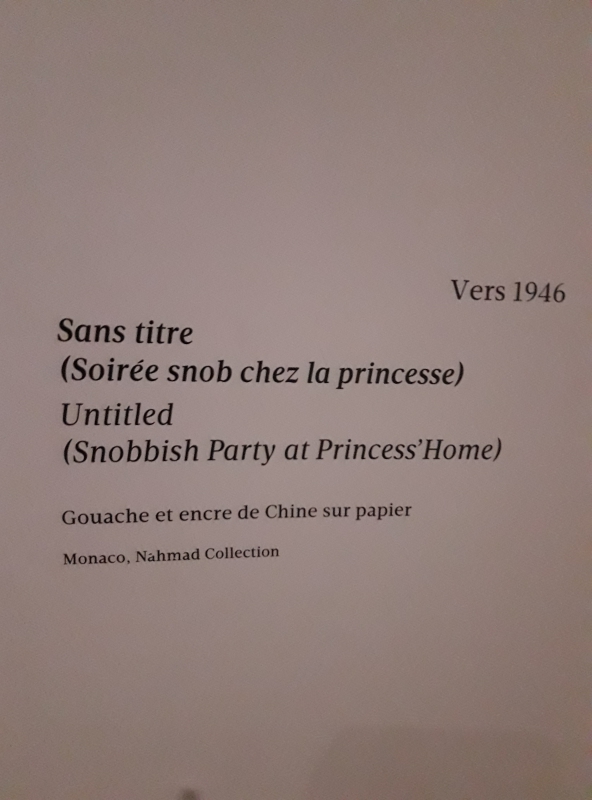 Vers 1946
Sans titre
(Soirée snob chez la princesse)
Untitled
(Snobbish Party at Princess'Home)
Gouache et encre de Chine sur papier
Monaco, Nahmad Collection